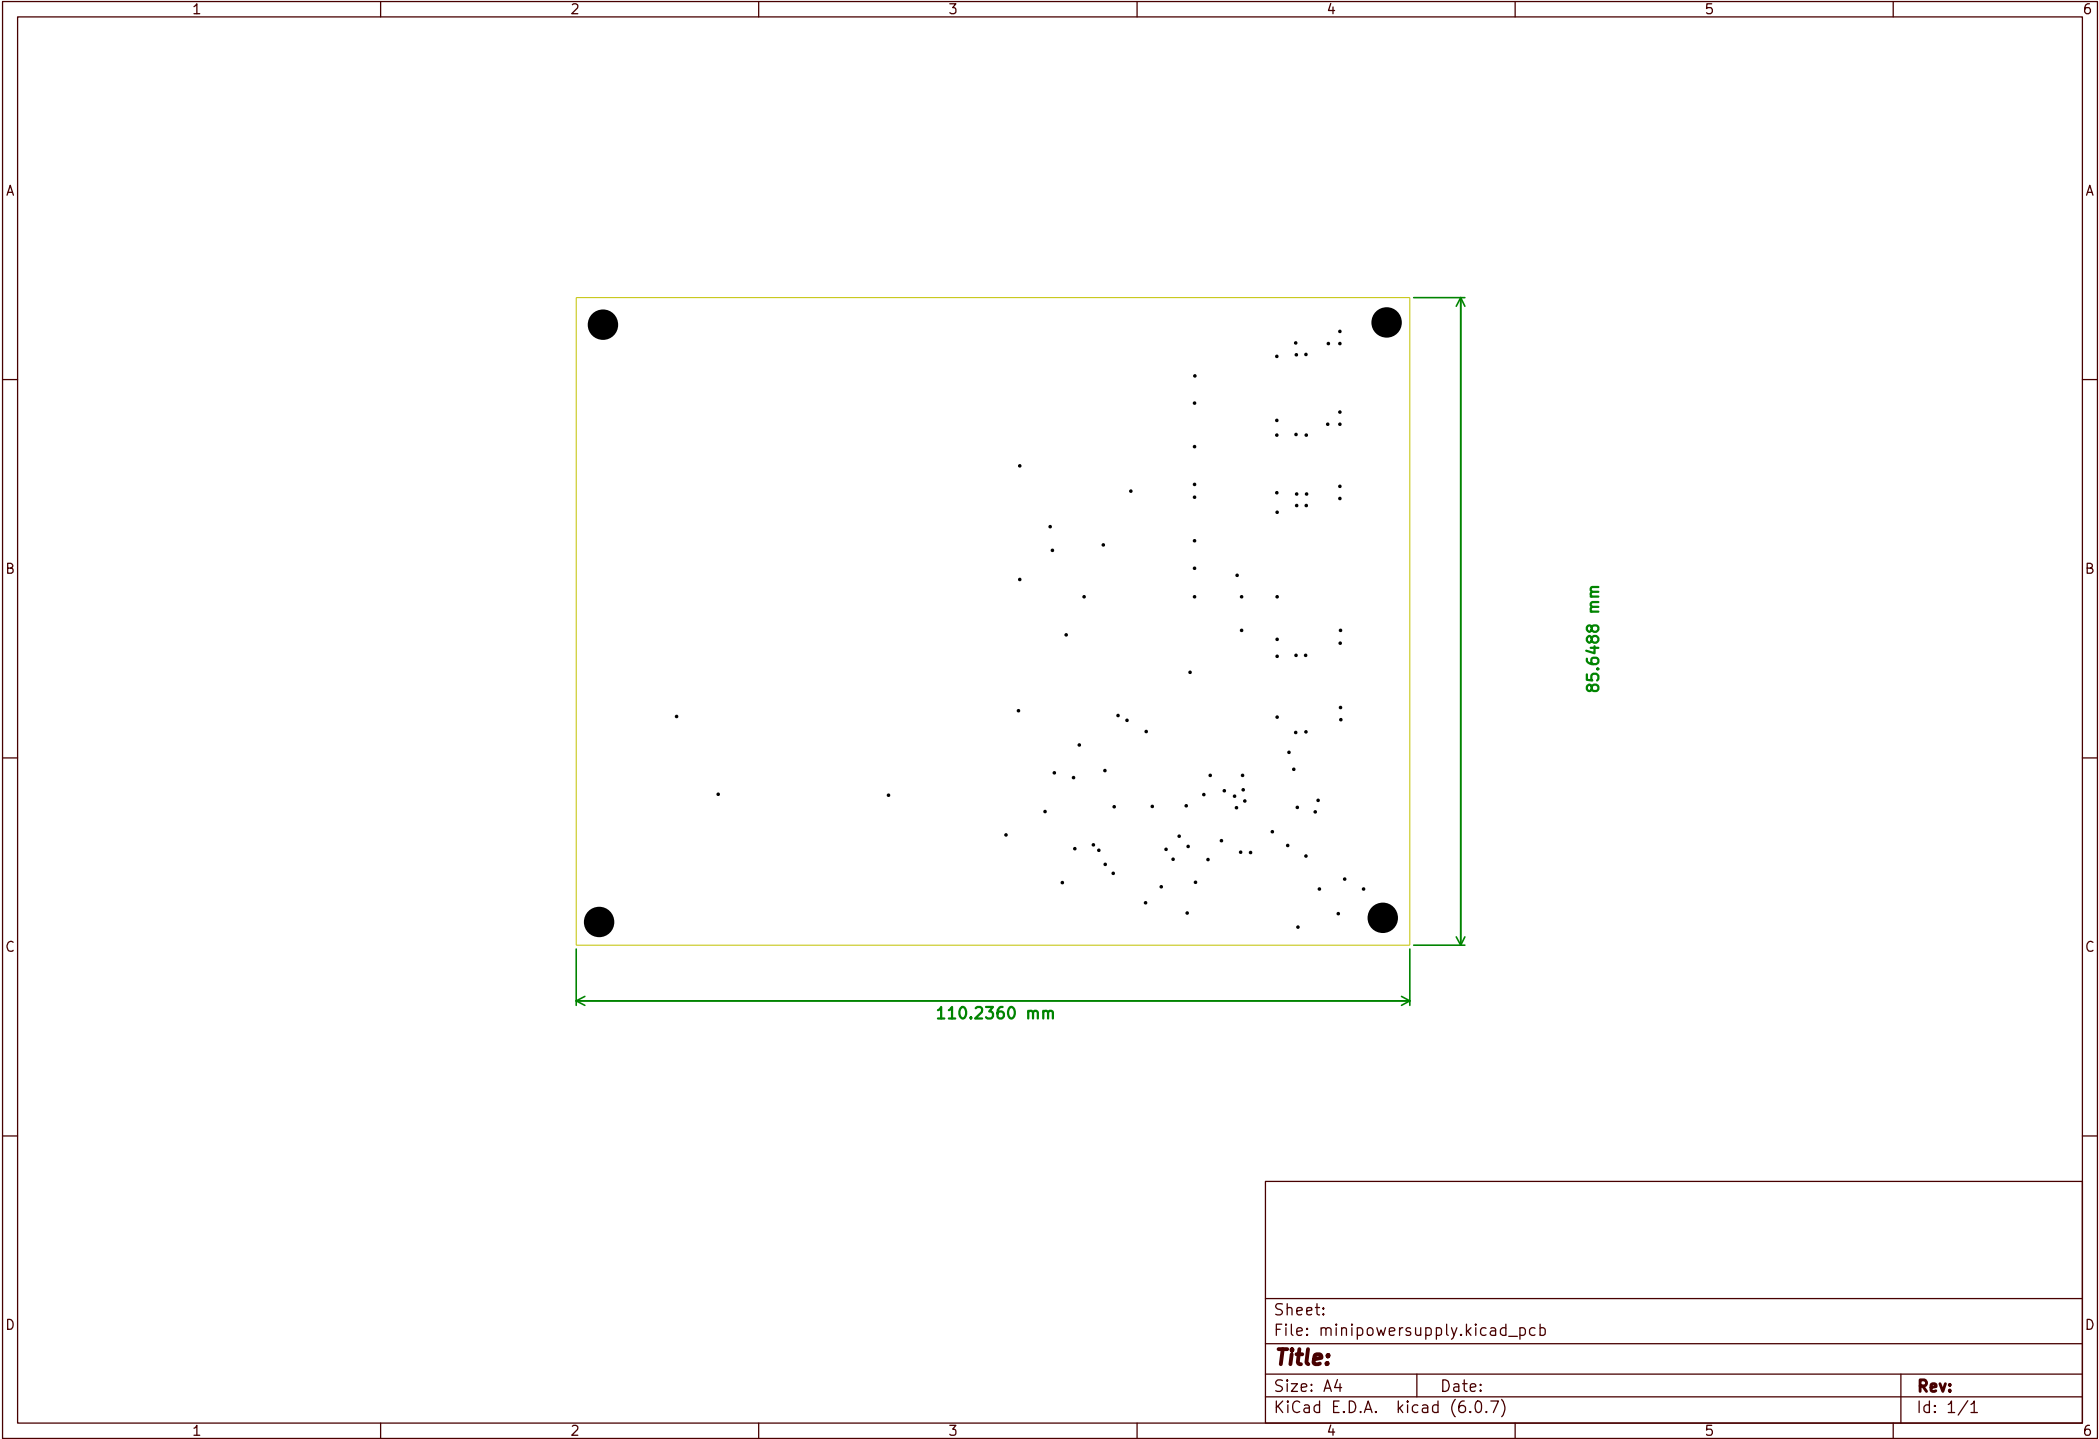 1 2 3 4 5 6
A A
B B
85.6488 mm
C C
110.2360 mm
Sheet:
File: minipowersupply.kicad_pcb
D D
Title:
Size: A4 Date: Rev:
KiCad E.D.A. kicad (6.0.7) Id: 1/1
1 2 3 4 5 6